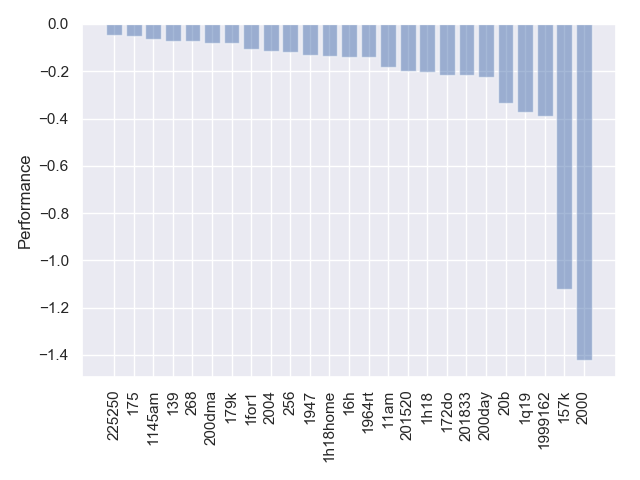 0.0
−0.2
−0.4
−0.6
−0.8
−1.0
−1.2
−1.4
Performance
225250
175
1145am
139
268
200dma
179k
1for1
2004
256
1947
1h18home
16h
1964rt
11am
201520
1h18
172do
201833
200day
20b
1q19
1999162
157k
2000